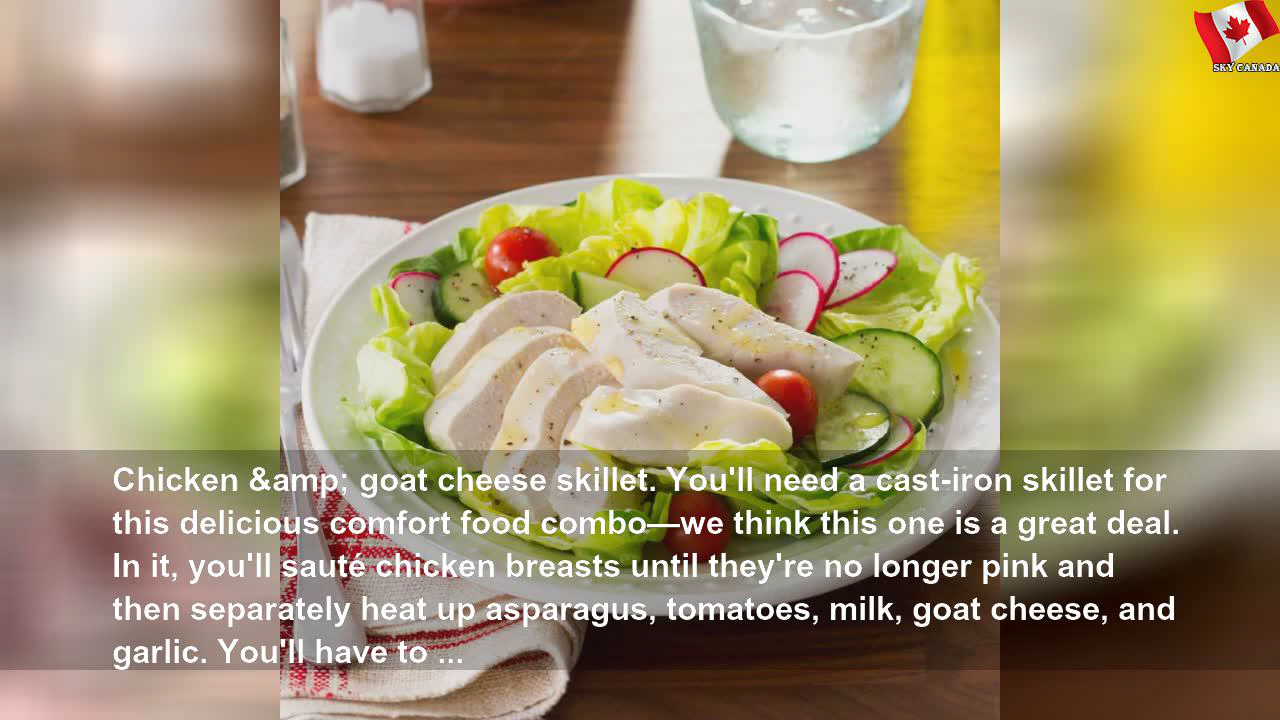 SKY CANADA
Chicken &amp; goat cheese skillet. You'll need a cast-iron skillet for
this delicious comfort food combo—we think this one is a great deal.
In it, you'll sauté chicken breasts until they're no longer pink and
then separately heat up asparagus, tomatoes, milk, goat cheese, and
garlic. You'll have to ...